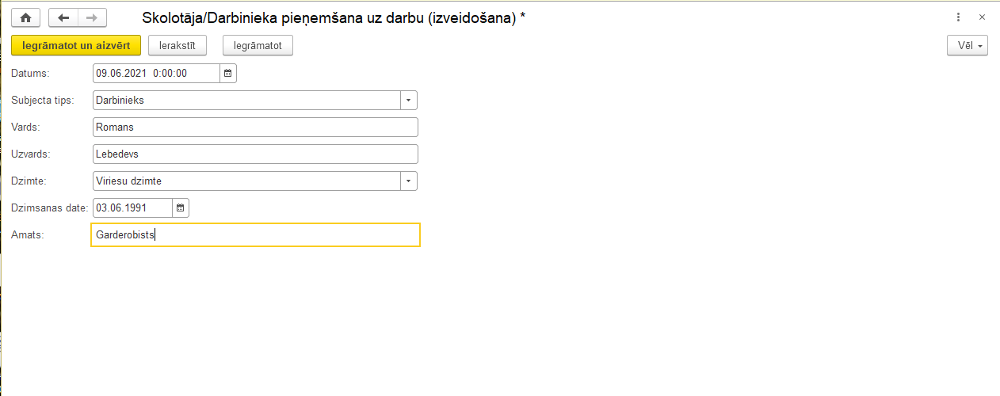 Skolotāja/Darbinieka pieņemšana uz darbu (izveidošana) *
Iegrāmatot un aizvērt Ierakstīt Iegrāmatot Vēl
Datums: 09.06.2021 0:00:00
Subjecta tips: Darbinieks
Vards: Romans
Uzvards: Lebedevs
Dzimte: Viriesu dzimte
Dzimsanas date: 03.06.1991
Amats: Garderobists